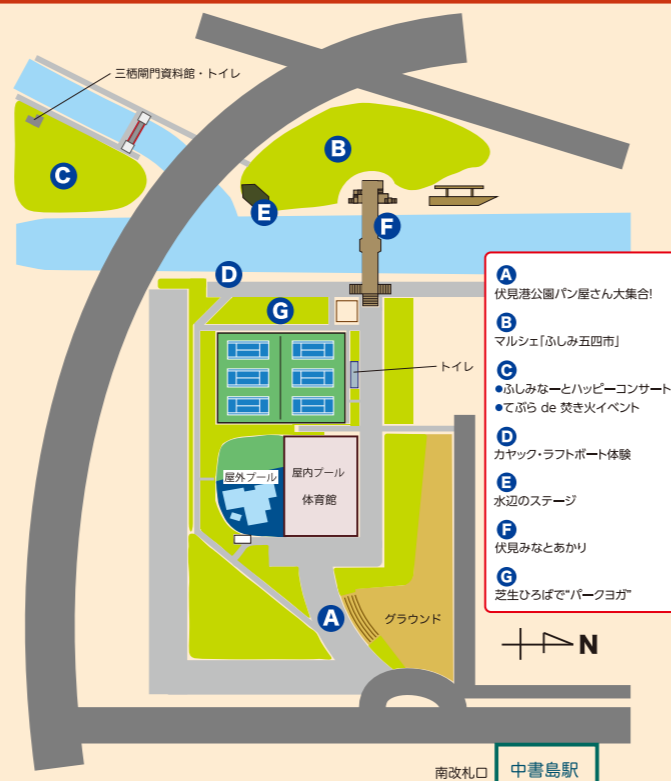 三栖閘門資料館・トイレ
B
C
E
F
D
G
トイレ
屋外プール
屋内プール
体育館
A
グラウンド
A
伏見港公園パン屋さん大集合!
B
マルシェ「ふしみ五四市」
C
●ふしみなーとハッピーコンサート
●てぶら de 焚き火イベント
D
カヤック・ラフトボート体験
E
水辺のステージ
F
伏見みなとあかり
G
芝生ひろばで"パークヨガ"
N
南改札口
中書島駅